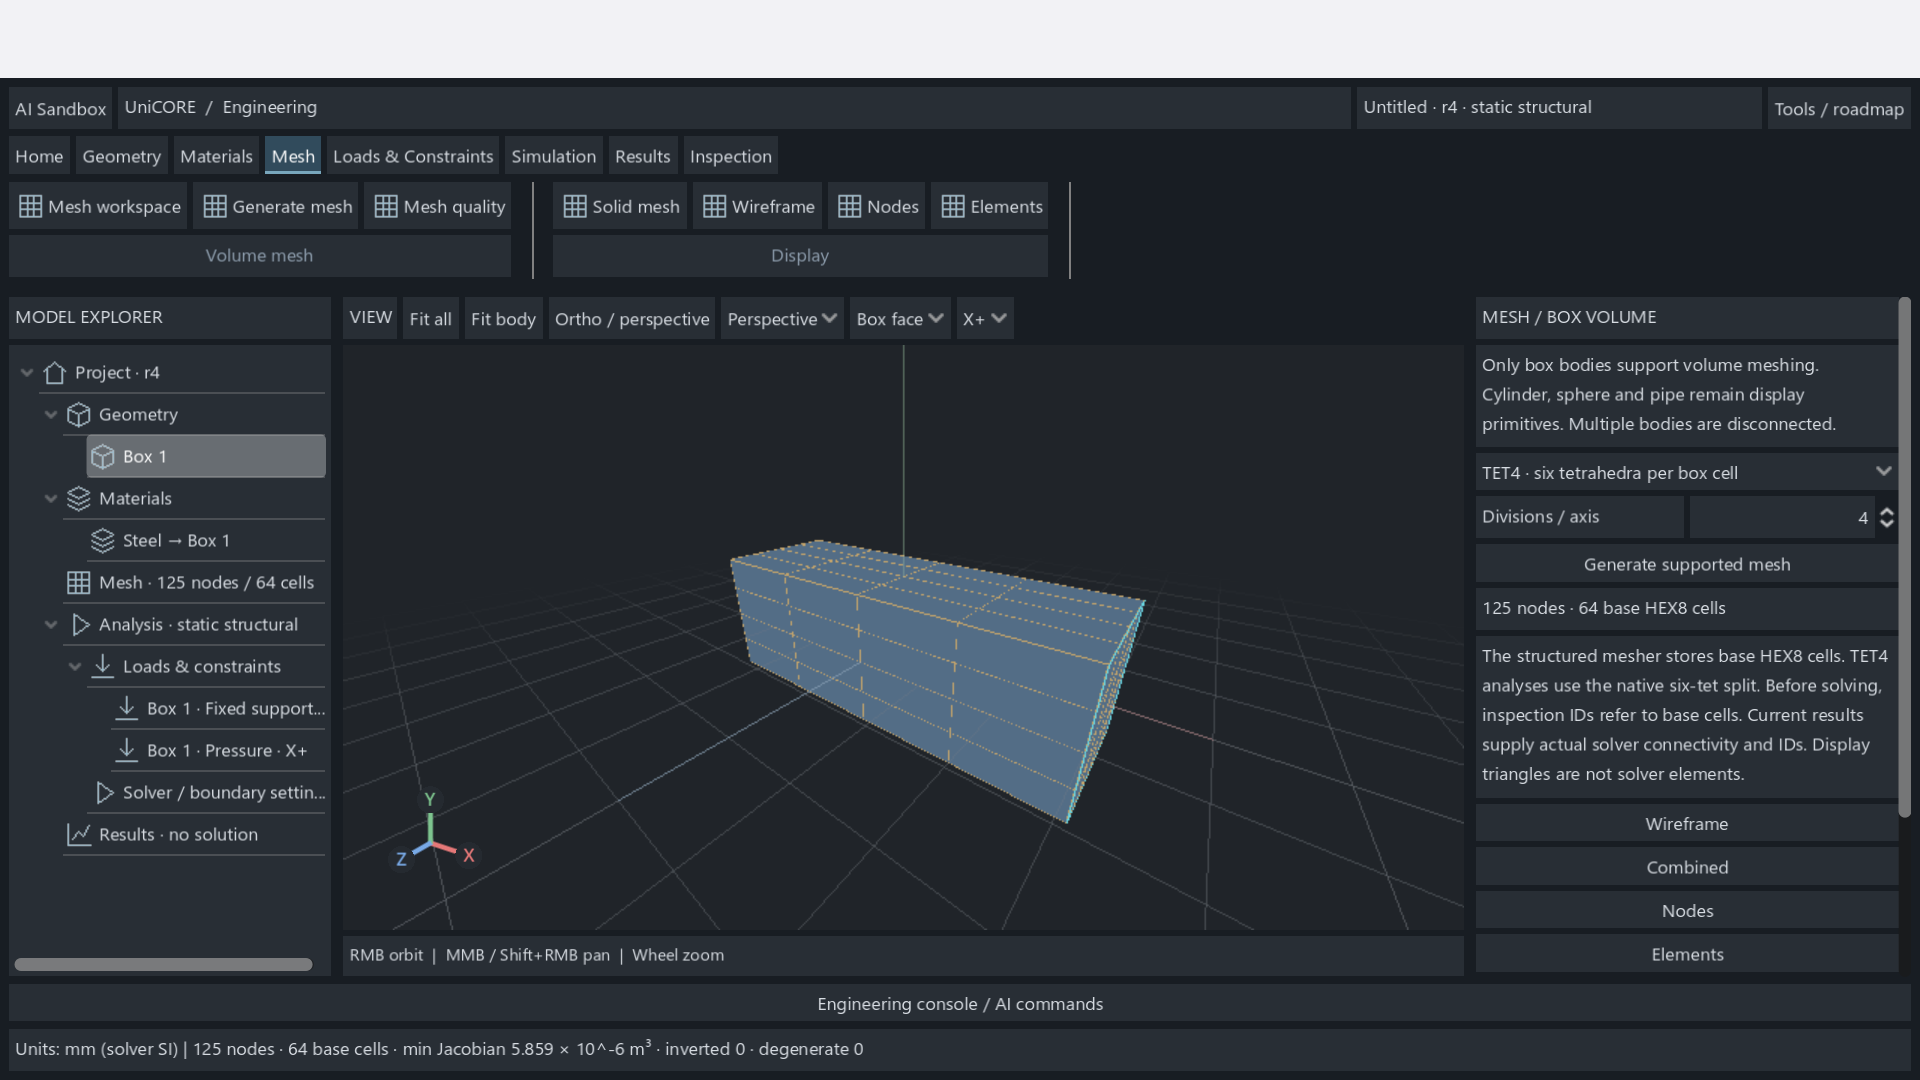 AI Sandbox
UniCORE / Engineering
Untitled · r4 · static structural
Tools / roadmap
Home
Geometry
Materials
Mesh
Loads & Constraints
Simulation
Results
Inspection
Mesh workspace
Generate mesh
Mesh quality
Solid mesh
Wireframe
Nodes
Elements
Volume mesh
Display
MODEL EXPLORER
Project · r4
Geometry
Box 1
Materials
Steel → Box 1
Mesh · 125 nodes / 64 cells
Analysis · static structural
Loads & constraints
Box 1 · Fixed support...
Box 1 · Pressure · X+
Solver / boundary settin...
Results · no solution
VIEW
Fit all
Fit body
Ortho / perspective
Perspective
Box face
X+
Y
Z
X
RMB orbit | MMB / Shift+RMB pan | Wheel zoom
MESH / BOX VOLUME
Only box bodies support volume meshing.
Cylinder, sphere and pipe remain display
primitives. Multiple bodies are disconnected.
TET4 · six tetrahedra per box cell
Divisions / axis
4
Generate supported mesh
125 nodes · 64 base HEX8 cells
The structured mesher stores base HEX8 cells. TET4
analyses use the native six-tet split. Before solving,
inspection IDs refer to base cells. Current results
supply actual solver connectivity and IDs. Display
triangles are not solver elements.
Wireframe
Combined
Nodes
Elements
Engineering console / AI commands
Units: mm (solver SI) | 125 nodes · 64 base cells · min Jacobian 5.859 × 10^-6 m³ · inverted 0 · degenerate 0